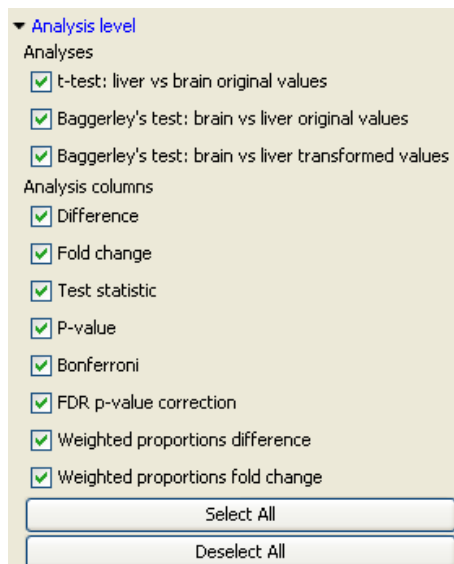 Analysis level
Analyses
t-test: liver vs brain original values
Baggerley's test: brain vs liver original values
Baggerley's test: brain vs liver transformed values
Analysis columns
Difference
Fold change
Test statistic
P-value
Bonferroni
FDR p-value correction
Weighted proportions difference
Weighted proportions fold change
Select All
Deselect All